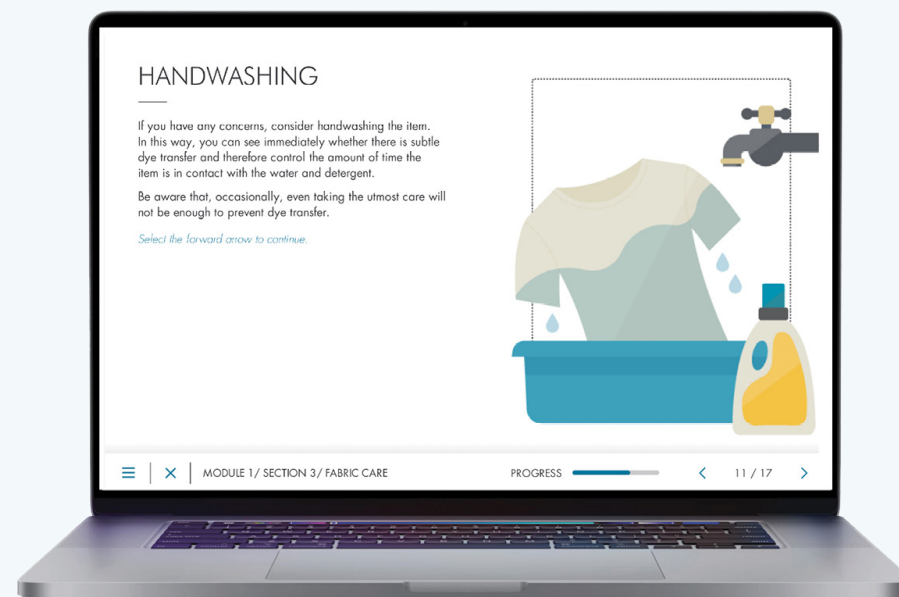 HANDWASHING
If you have any concerns, consider handwashing the item.
In this way, you can see immediately whether there is subtle
dye transfer and therefore control the amount of time the
item is in contact with the water and detergent.
Be aware that, occasionally, even taking the utmost care will
not be enough to prevent dye transfer.
Select the forward arrow to continue.
MODULE 1/ SECTION 3/ FABRIC CARE
PROGRESS
11 / 17